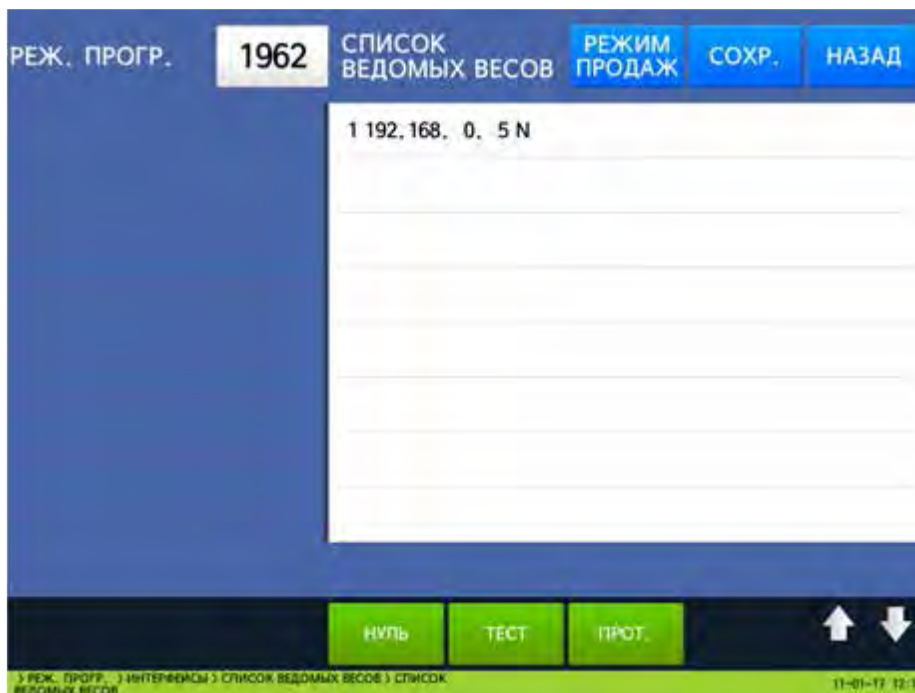 РЕЖ. ПРОГР.
1962
СПИСОК
ВЕДОМЫХ ВЕСОВ
РЕЖИМ
ПРОДАЖ
СОХР.
НАЗАД
1 192.168. 0. 5 N
НУЛЬ
ТЕСТ
ПРОТ.
> РЕЖ. ПРОГР. > ИНТЕРФЕЙСЫ > СПИСОК ВЕДОМЫХ ВЕСОВ > СПИСОК
ВЕДОМЫХ ВЕСОВ